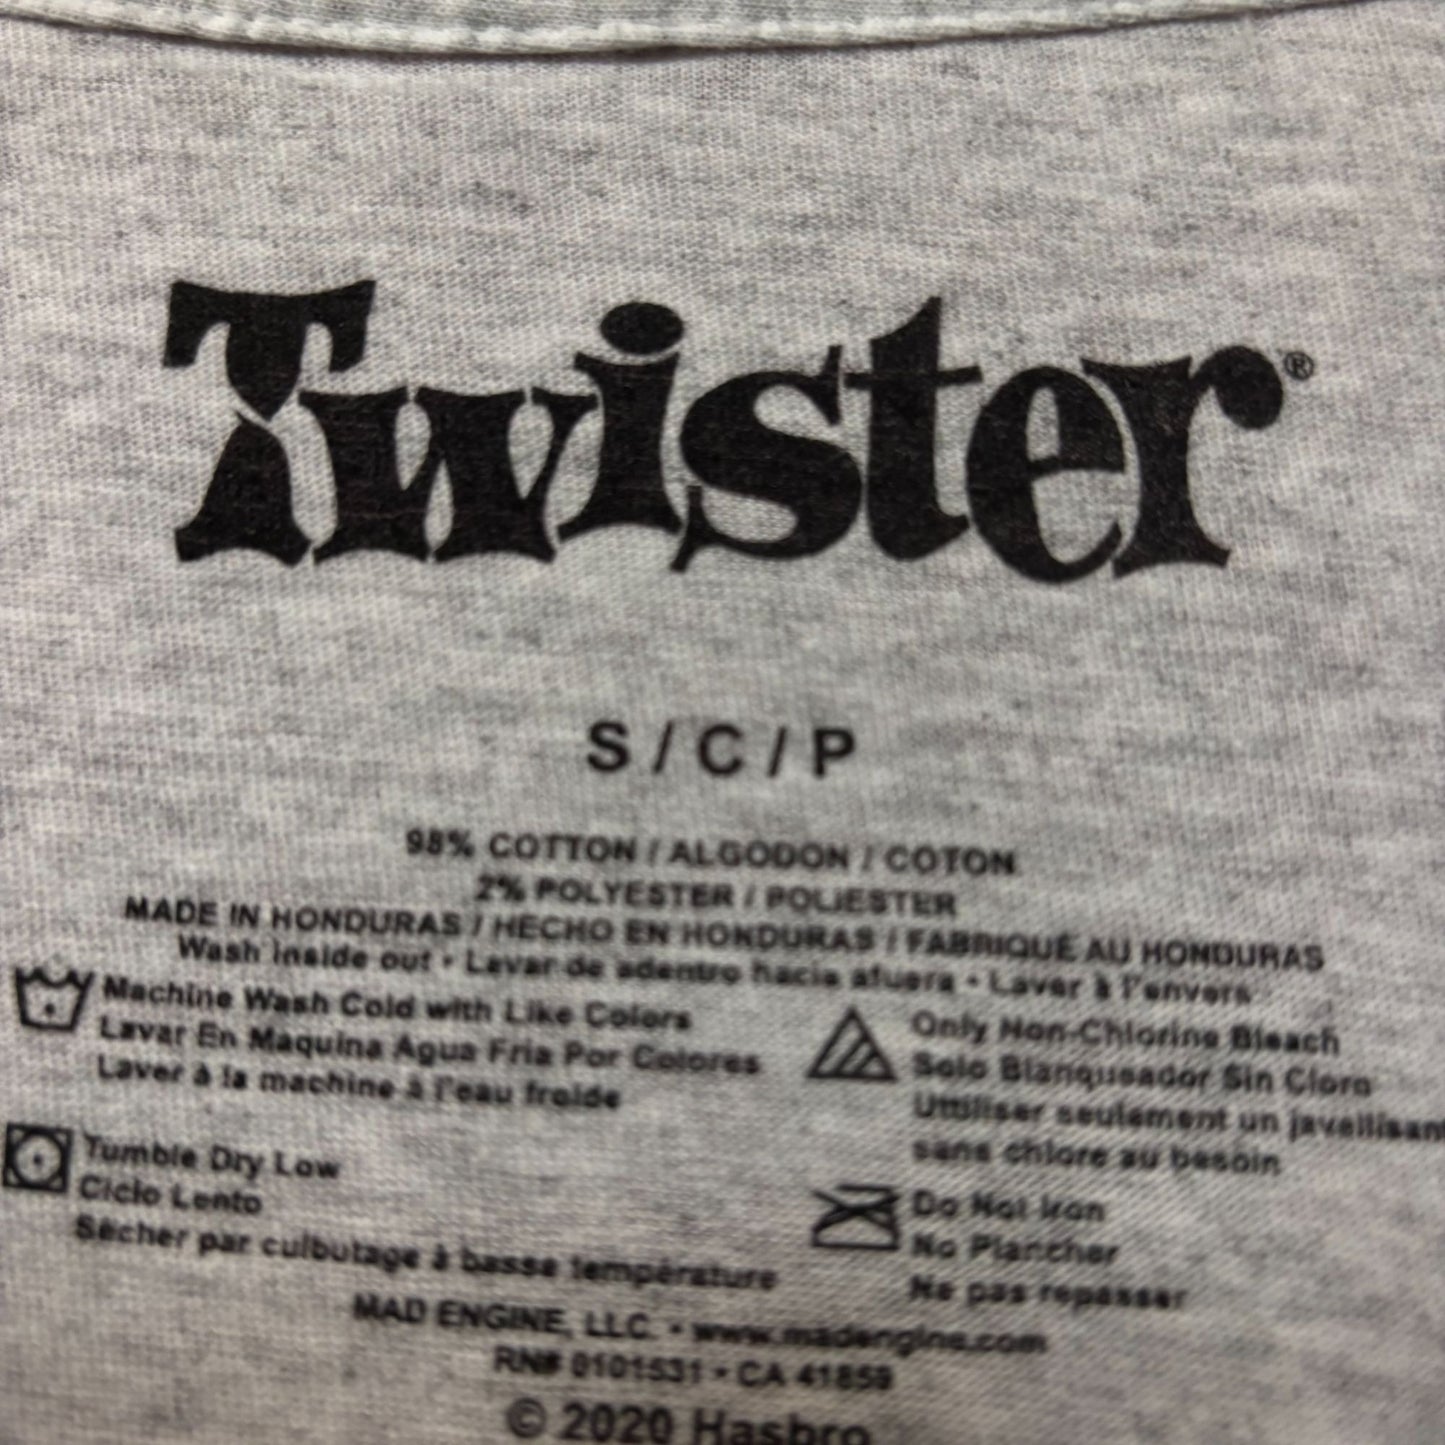 Twister®
S / C / P
98% COTTON / ALGODON / COTON
2% POLYESTER / POLIESTER
MADE IN HONDURAS / HECHO EN HONDURAS / FABRIQUÉ AU HONDURAS
Wash inside out • Lavar de adentro hacia afuera • Laver à l'envers
Machine Wash Cold with Like Colors
Lavar En Maquina Agua Fria Por Colores
Laver à la machine à l'eau froide
Only Non-Chlorine Bleach
Solo Blanqueador Sin Cloro
Uttiliser seulement un javellisant
sans chlore au besoin
Tumble Dry Low
Ciclo Lento
Sécher par culbutage à basse température
Do Not Iron
No Planchar
Ne pas repasser
MAD ENGINE, LLC. • www.madengine.com
RN# 0101531 • CA 41859
© 2020 Hasbro